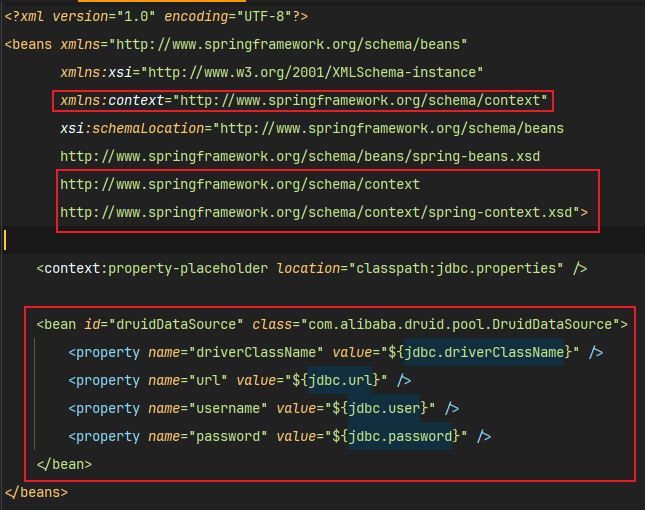 <?xml version="1.0" encoding="UTF-8"?>
<beans xmlns="http://www.springframework.org/schema/beans"
xmlns:xsi="http://www.w3.org/2001/XMLSchema-instance"
xmlns:context="http://www.springframework.org/schema/context"
xsi:schemaLocation="http://www.springframework.org/schema/beans
http://www.springframework.org/schema/beans/spring-beans.xsd
http://www.springframework.org/schema/context
http://www.springframework.org/schema/context/spring-context.xsd">
<context:property-placeholder location="classpath:jdbc.properties" />
<bean id="druidDataSource" class="com.alibaba.druid.pool.DruidDataSource">
<property name="driverClassName" value="${jdbc.driverClassName}" />
<property name="url" value="${jdbc.url}" />
<property name="username" value="${jdbc.user}" />
<property name="password" value="${jdbc.password}" />
</bean>
</beans>